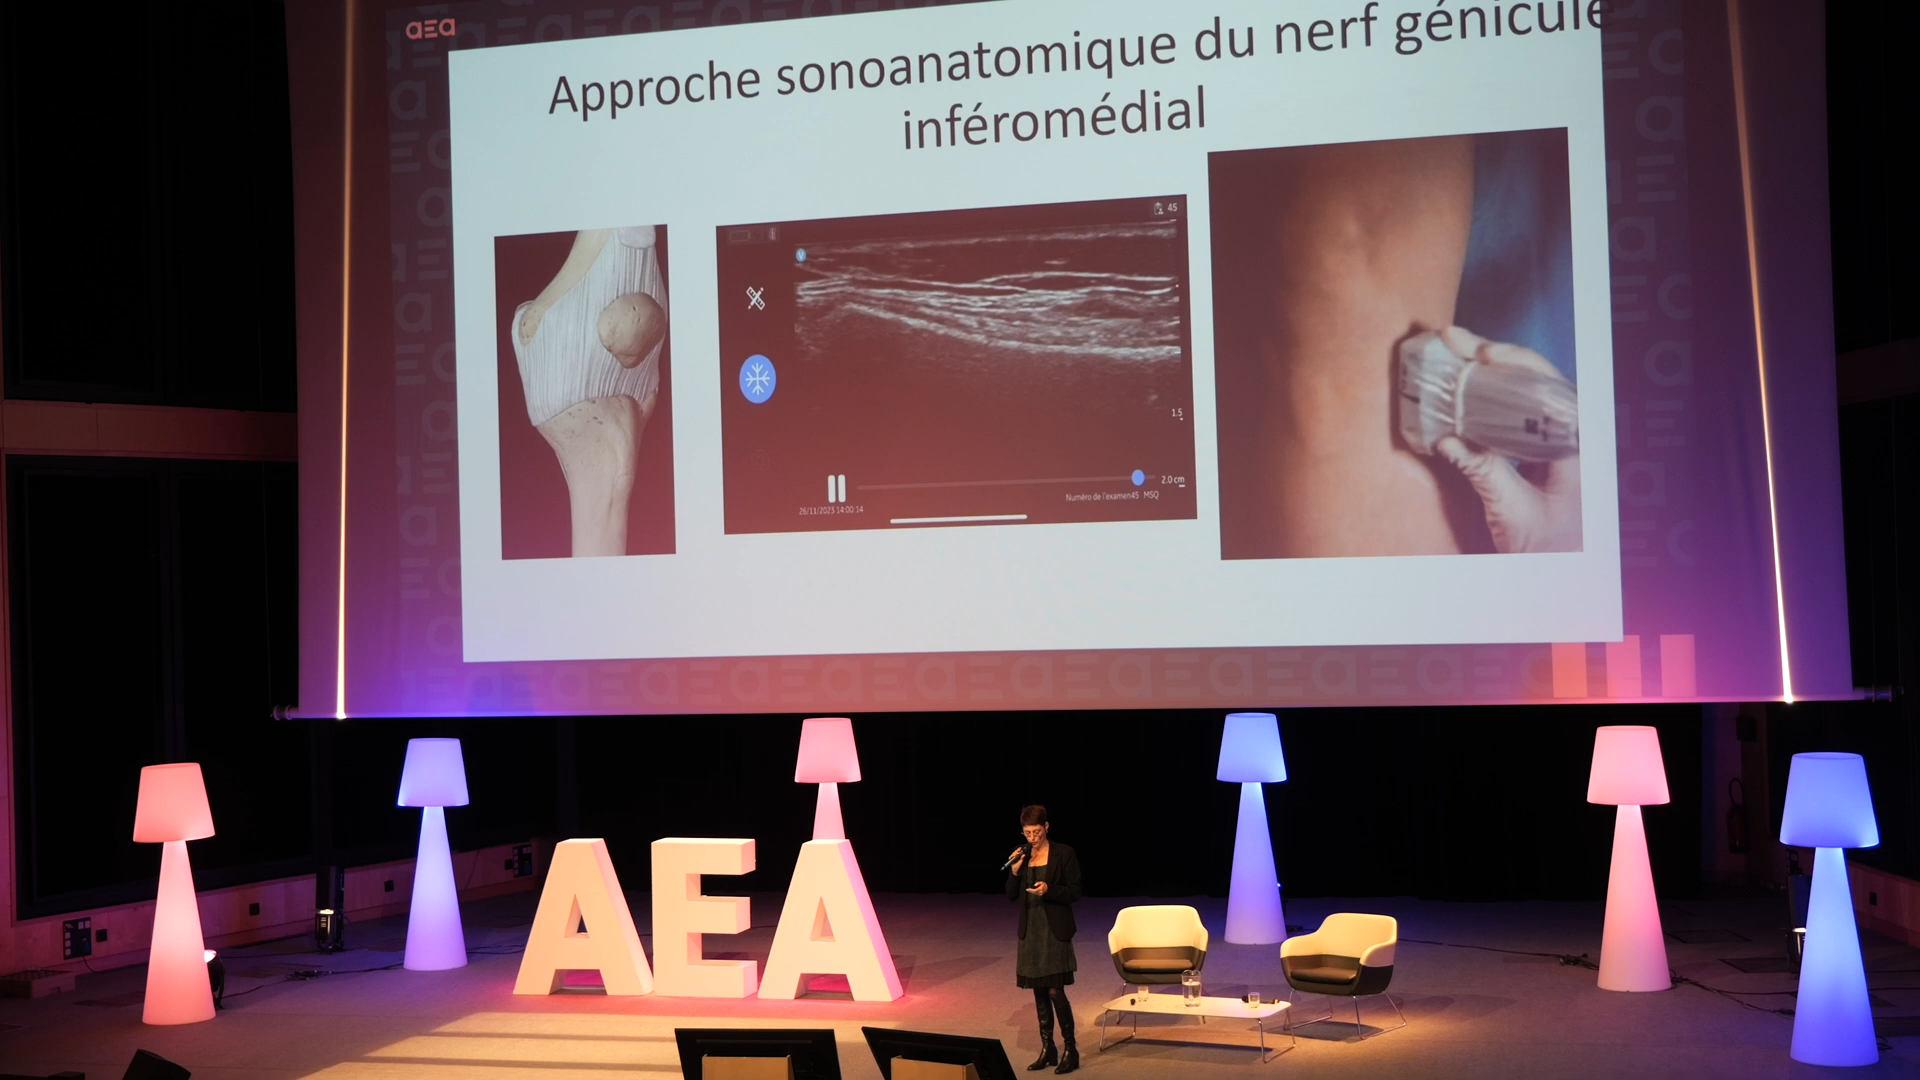 aea
Approche sonoanatomique du nerf géniculé
inféromédial
45
V
1.5
2.0 cm
Numéro de l'examen45 MSQ
26/11/2023 14:00:14
AEA